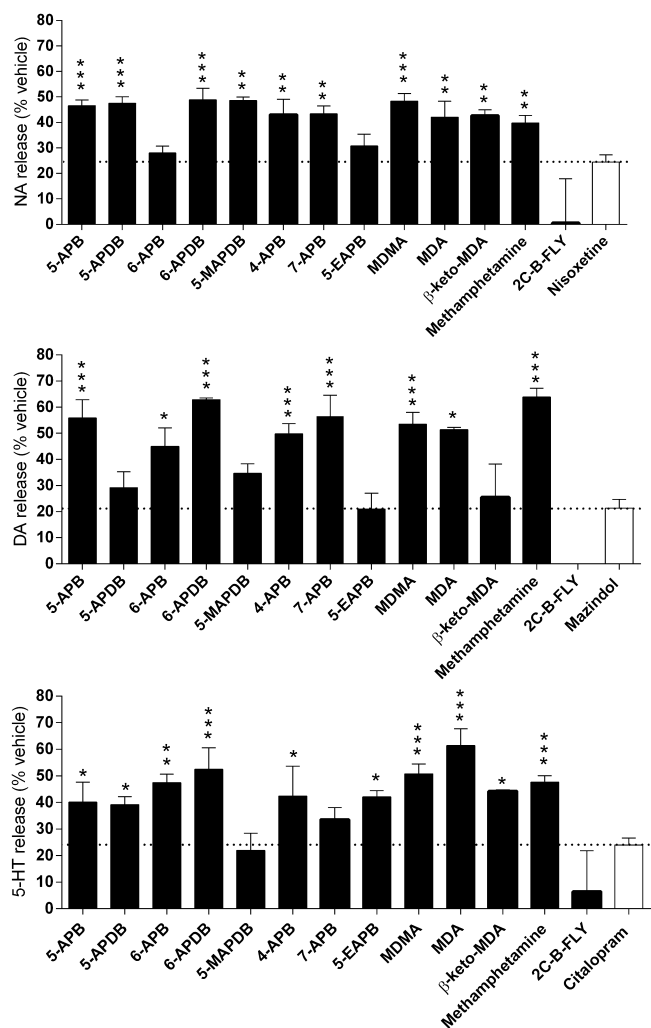 NA release (% vehicle)
80
70
60
50
40
30
20
10
0
***
***
***
**
**
**
***
**
**
**
5-APB
5-APDB
6-APB
6-APDB
5-MAPDB
4-APB
7-APB
5-EAPB
MDMA
MDA
β-keto-MDA
Methamphetamine
2C-B-FLY
Nisoxetine
DA release (% vehicle)
80
70
60
50
40
30
20
10
0
***
*
***
***
***
***
*
***
5-APB
5-APDB
6-APB
6-APDB
5-MAPDB
4-APB
7-APB
5-EAPB
MDMA
MDA
β-keto-MDA
Methamphetamine
2C-B-FLY
Mazindol
5-HT release (% vehicle)
80
70
60
50
40
30
20
10
0
*
*
**
***
*
*
***
***
*
***
5-APB
5-APDB
6-APB
6-APDB
5-MAPDB
4-APB
7-APB
5-EAPB
MDMA
MDA
β-keto-MDA
Methamphetamine
2C-B-FLY
Citalopram